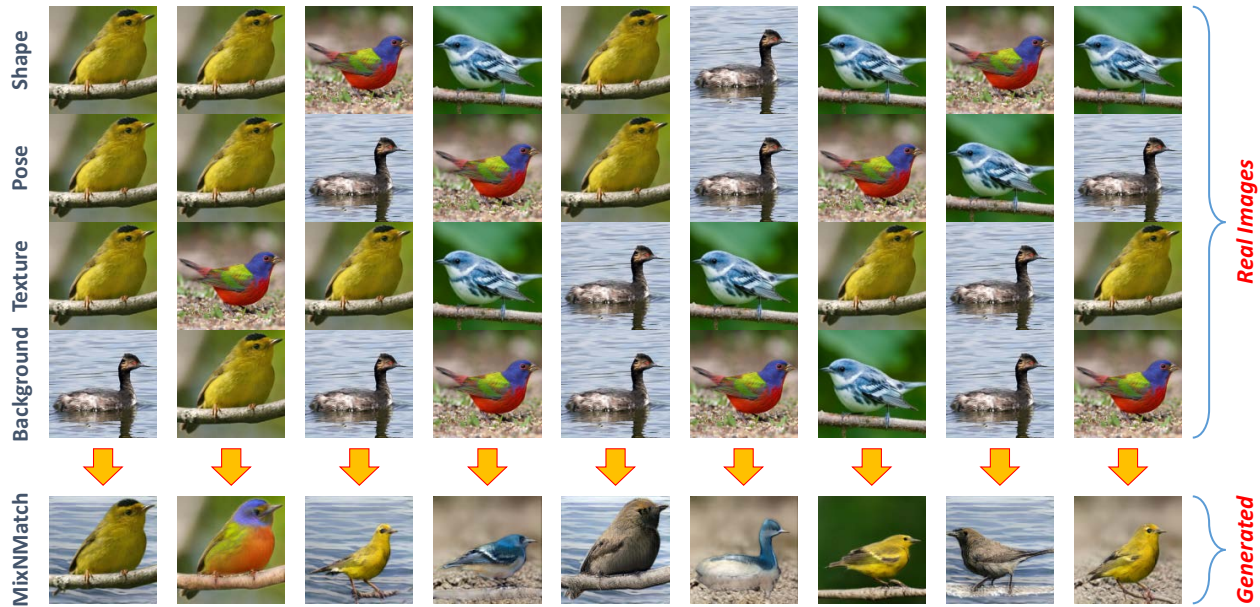 Shape
Pose
Texture
Background
MixNMatch
Real Images
Generated